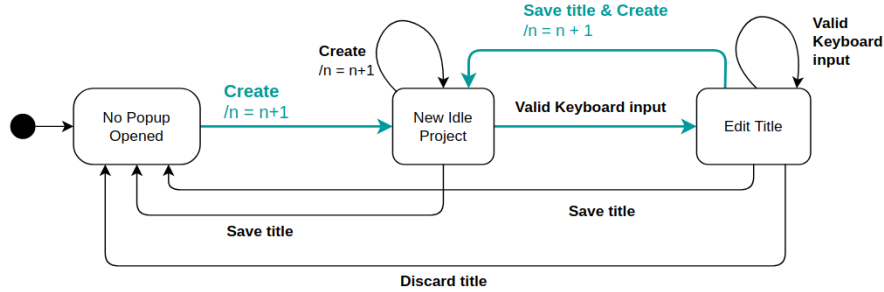 Save title & Create
/n = n + 1
Valid
Keyboard
input
Create
/n = n+1
Create
/n = n+1
No Popup
Opened
New Idle
Project
Valid Keyboard input
Edit Title
Save title
Save title
Discard title